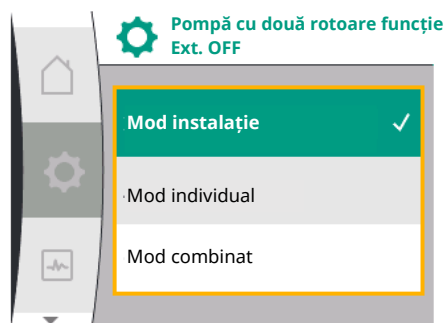 Pompă cu două rotoare funcție
Ext. OFF
Mod instalație
Mod individual
Mod combinat